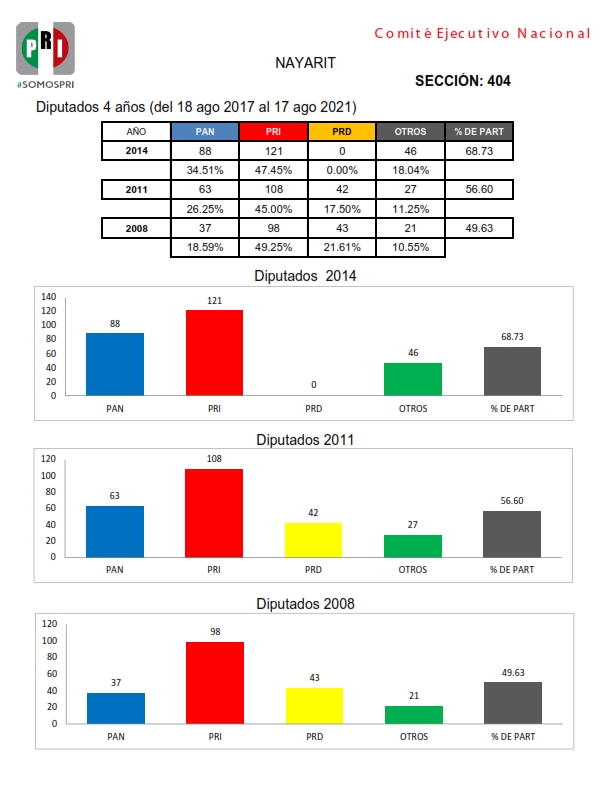 Comité Ejecutivo Nacional
PRI
#SOMOSPRI
NAYARIT
SECCIÓN: 404
Diputados 4 años (del 18 ago 2017 al 17 ago 2021)
AÑO PAN PRI PRD OTROS % DE PART
2014 88 121 0 46 68.73
34.51% 47.45% 0.00% 18.04%
2011 63 108 42 27 56.60
26.25% 45.00% 17.50% 11.25%
2008 37 98 43 21 49.63
18.59% 49.25% 21.61% 10.55%
Diputados 2014
140
120
100
80
60
40
20
0
88 121 0 46 68.73
PAN PRI PRD OTROS % DE PART
Diputados 2011
120
100
80
60
40
20
0
63 108 42 27 56.60
PAN PRI PRD OTROS % DE PART
Diputados 2008
120
100
80
60
40
20
0
37 98 43 21 49.63
PAN PRI PRD OTROS % DE PART